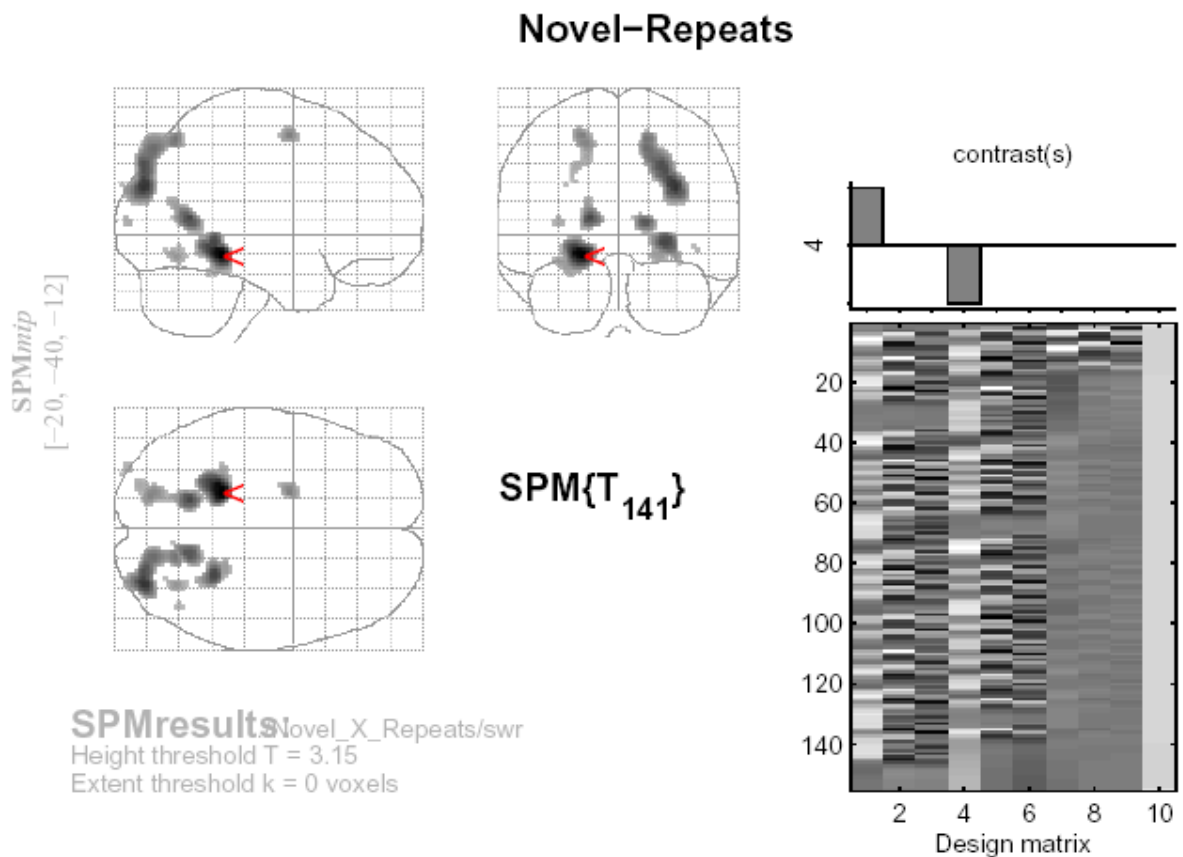 Novel−Repeats
SPMmip
[−20, −40, −12]
SPM{T141}
SPMresults: ./Novel_X_Repeats/swr
Height threshold T = 3.15
Extent threshold k = 0 voxels
contrast(s)
4
20
40
60
80
100
120
140
2 4 6 8 10
Design matrix